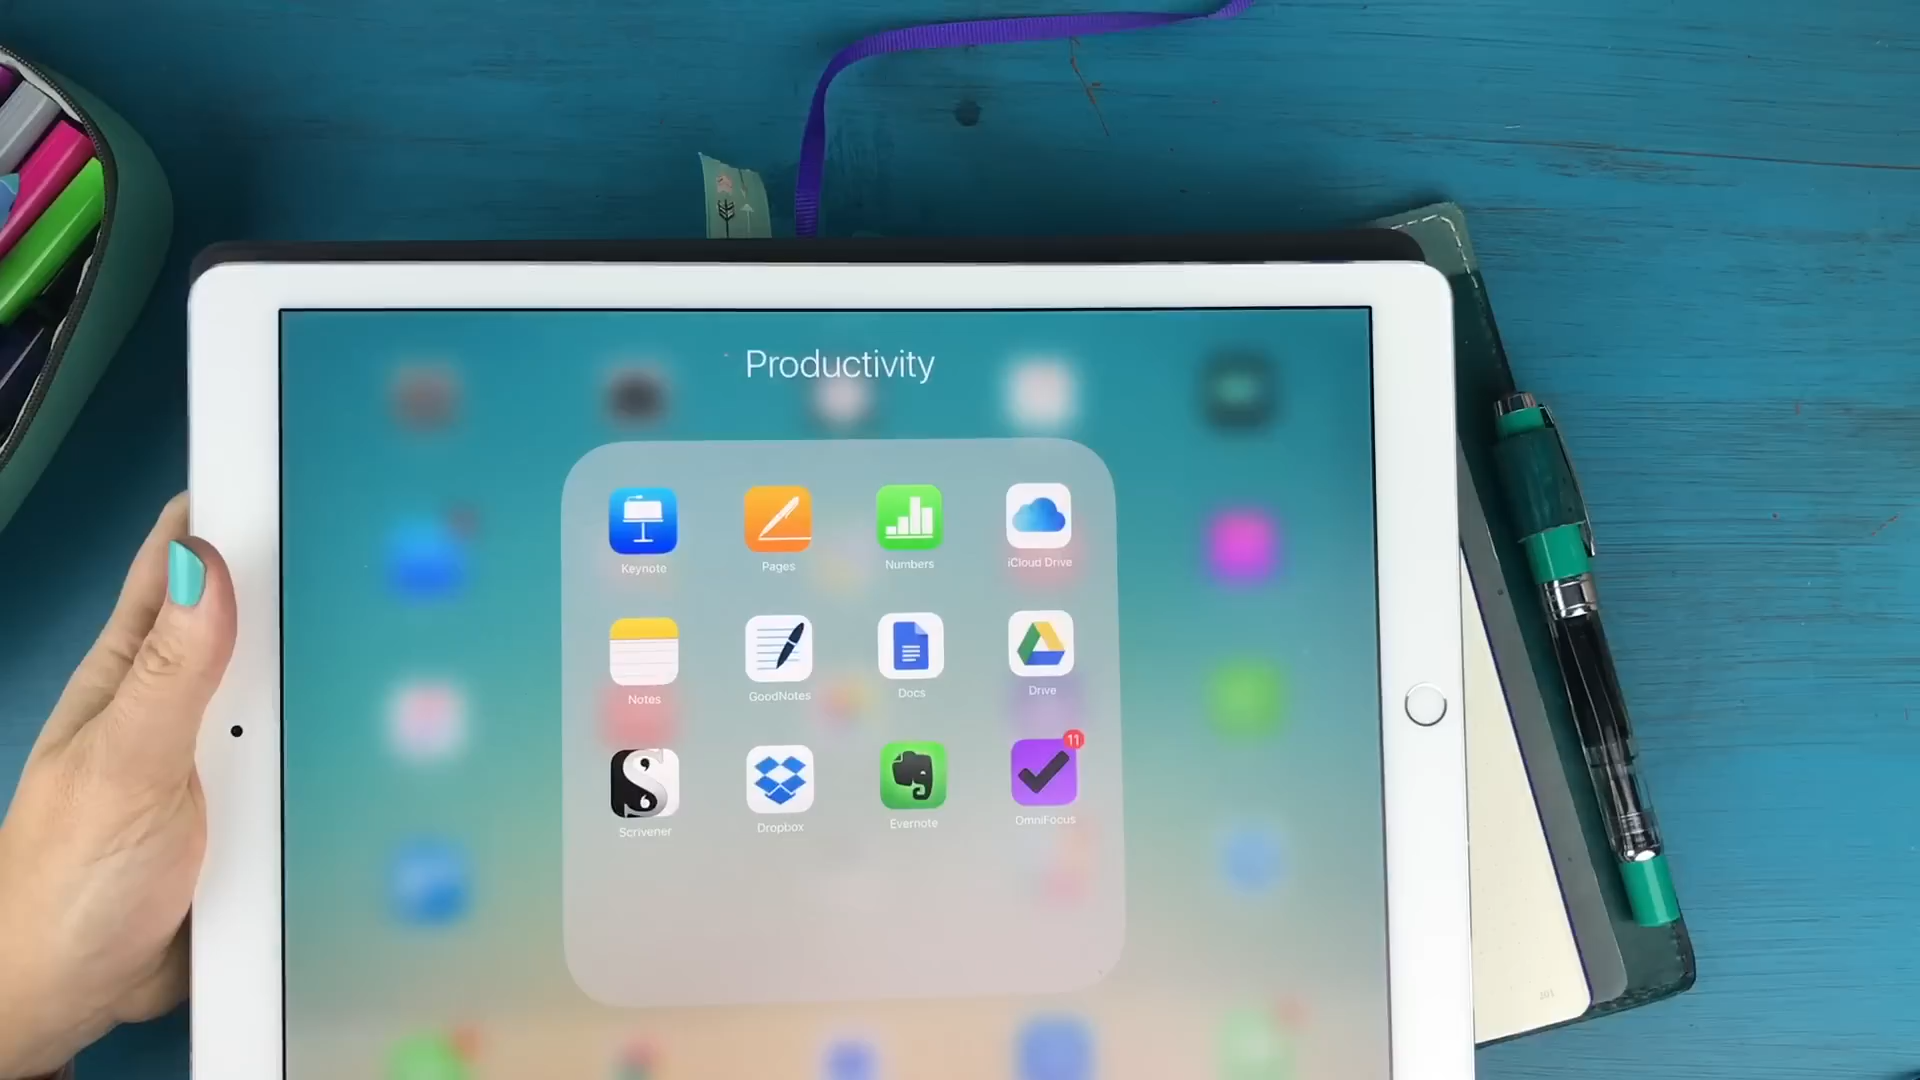 Productivity
Keynote Pages Numbers iCloud Drive
Notes GoodNotes Docs Drive
11
Scrivener Dropbox Evernote OmniFocus